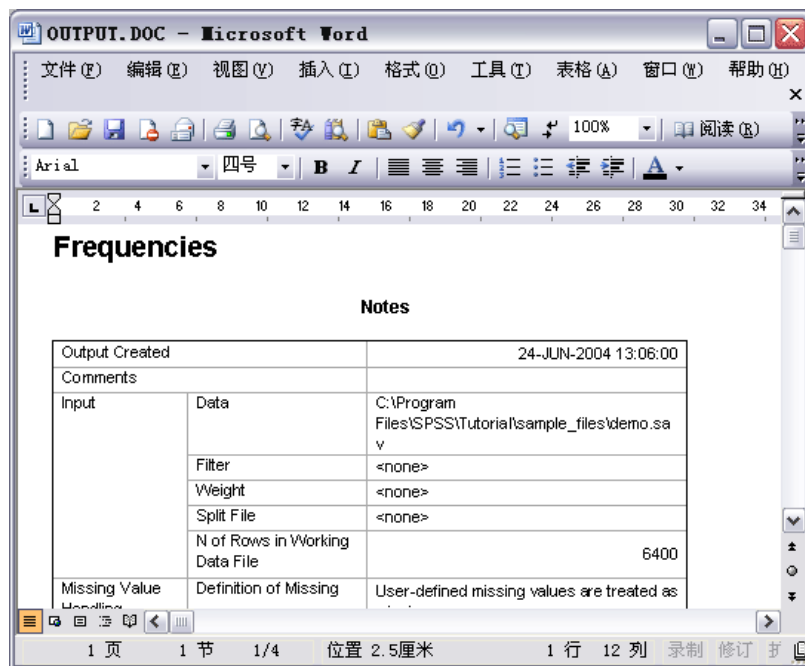 OUTPUT.DOC - Microsoft Word
文件(F) 编辑(E) 视图(V) 插入(I) 格式(O) 工具(T) 表格(A) 窗口(W) 帮助(H)
100% 阅读(R)
Arial 四号 B I A
2 4 6 8 10 12 14 16 18 20 22 24 26 28 30 32 34
Frequencies
Notes
Output Created 24-JUN-2004 13:06:00
Comments
Input Data C:\Program
Files\SPSS\Tutorial\sample_files\demo.sa
v
Filter <none>
Weight <none>
Split File <none>
N of Rows in Working
Data File 6400
Missing Value Definition of Missing User-defined missing values are treated as
1 页 1 节 1/4 位置 2.5厘米 1 行 12 列 录制 修订